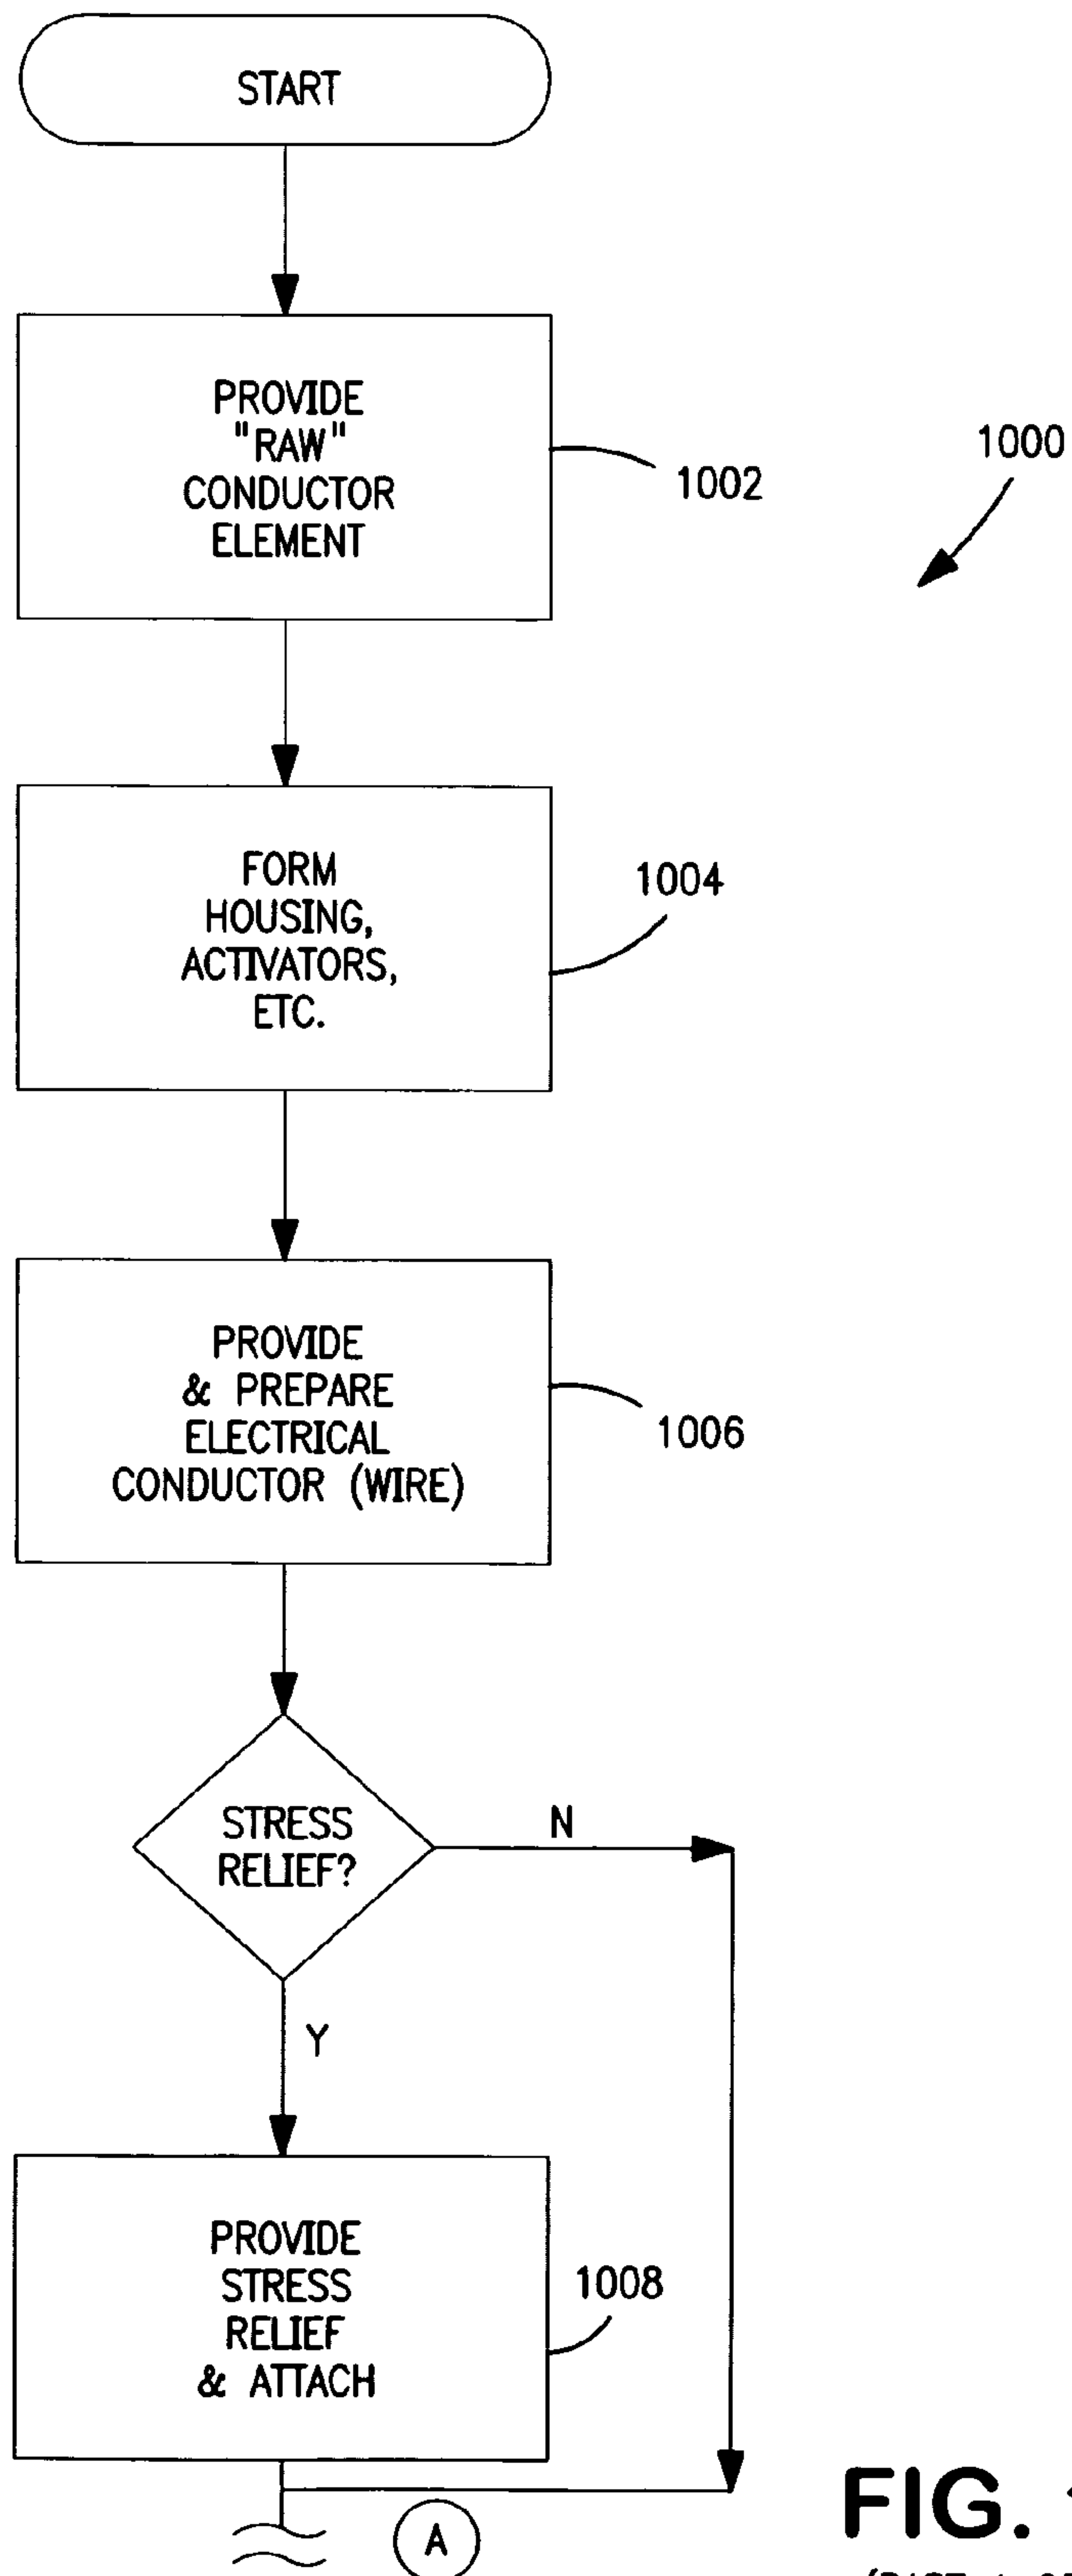 START
PROVIDE
"RAW"
CONDUCTOR
ELEMENT
1002
1000
FORM
HOUSING,
ACTIVATORS,
ETC.
1004
PROVIDE
& PREPARE
ELECTRICAL
CONDUCTOR (WIRE)
1006
STRESS
RELIEF?
N
Y
PROVIDE
STRESS
RELIEF
& ATTACH
1008
A
FIG.